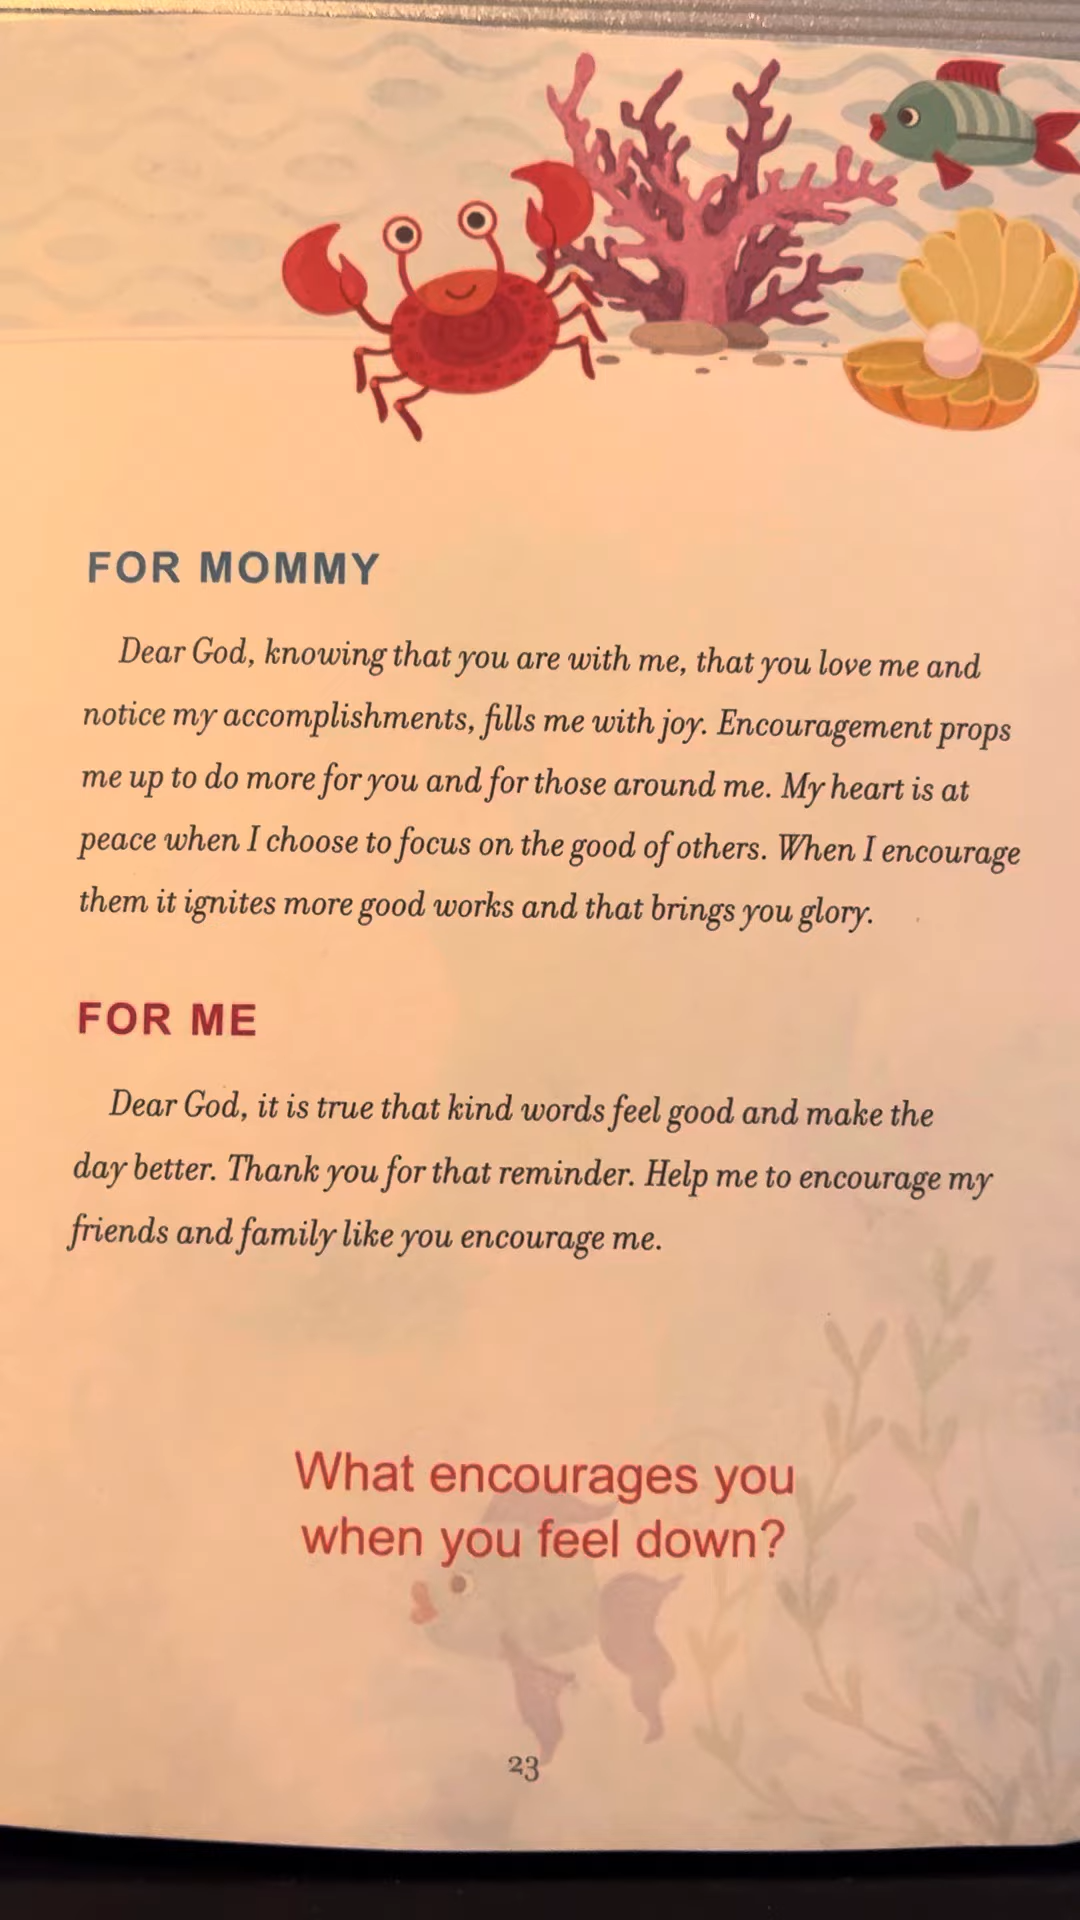 FOR MOMMY
Dear God, knowing that you are with me, that you love me and
notice my accomplishments, fills me with joy. Encouragement props
me up to do more for you and for those around me. My heart is at
peace when I choose to focus on the good of others. When I encourage
them it ignites more good works and that brings you glory.
FOR ME
Dear God, it is true that kind words feel good and make the
day better. Thank you for that reminder. Help me to encourage my
friends and family like you encourage me.
What encourages you
when you feel down?
23